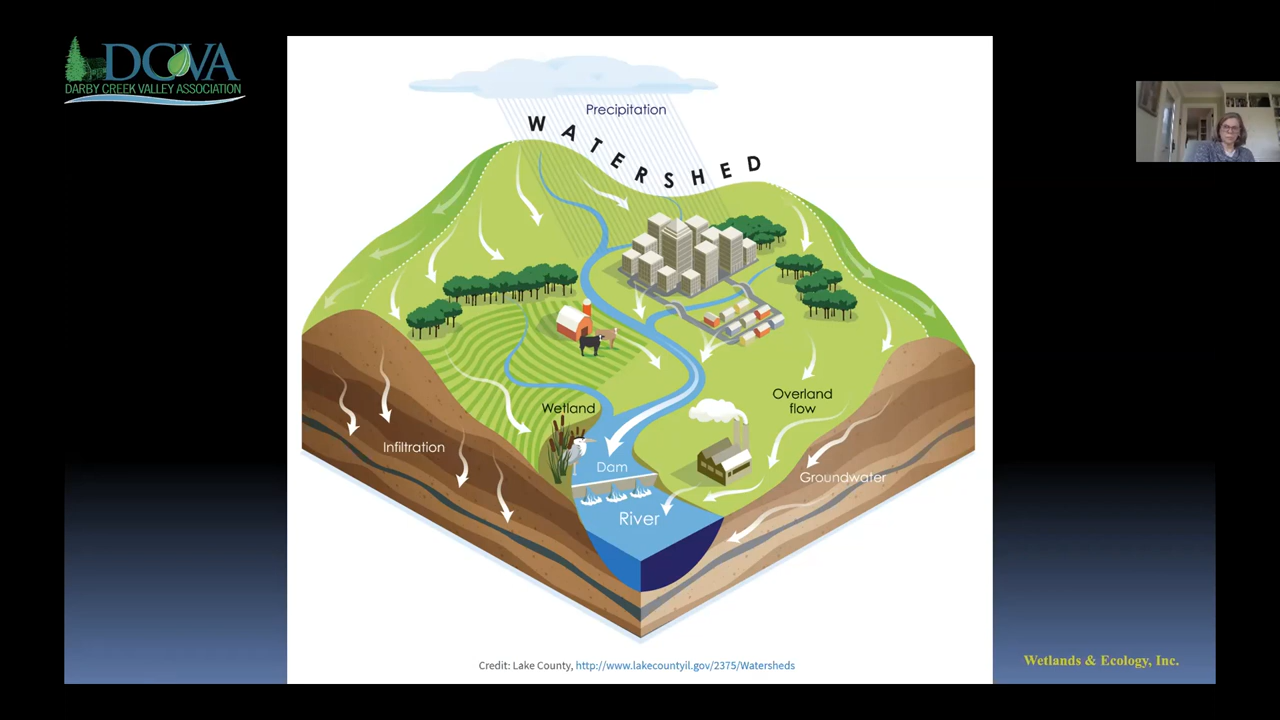 DCVA
DARBY CREEK VALLEY ASSOCIATION
Precipitation
WATERSHED
Wetland
Overland
flow
Infiltration
Dam
Groundwater
River
Credit: Lake County, http://www.lakecountyil.gov/2375/Watersheds
Wetlands & Ecology, Inc.